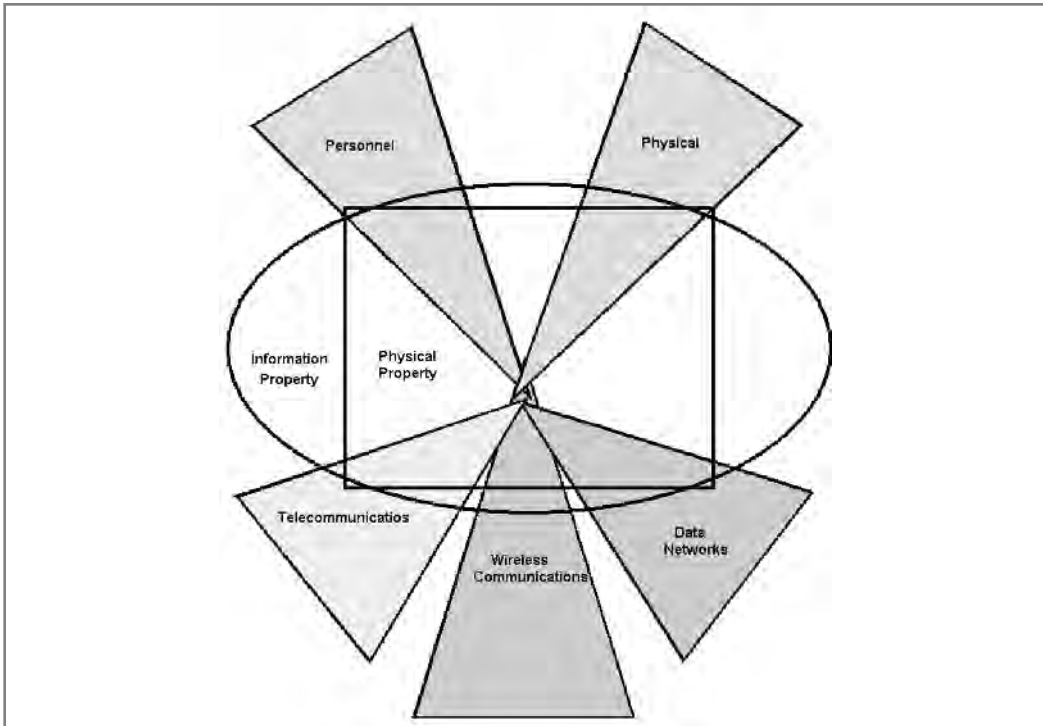 Personnel
Physical
Information
Property
Physical
Property
Telecommunicatios
Wireless
Communications
Data
Networks